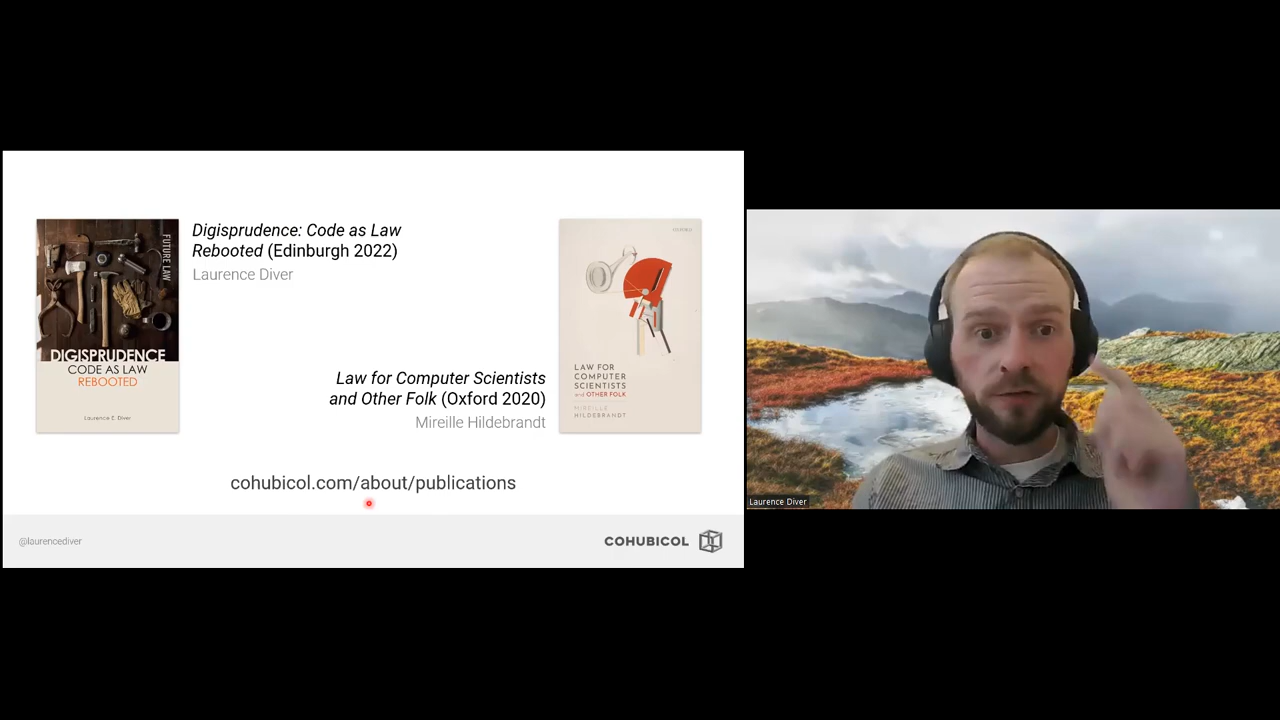 Digisprudence: Code as Law
Rebooted (Edinburgh 2022)
Laurence Diver
FUTURE LAW
DIGISPRUDENCE
CODE AS LAW
REBOOTED
Laurence E. Diver
Law for Computer Scientists
and Other Folk (Oxford 2020)
Mireille Hildebrandt
OXFORD
LAW FOR
COMPUTER
SCIENTISTS
and OTHER FOLK
MIREILLE
HILDEBRANDT
cohubicol.com/about/publications
@laurencediver
COHUBICOL
Laurence Diver